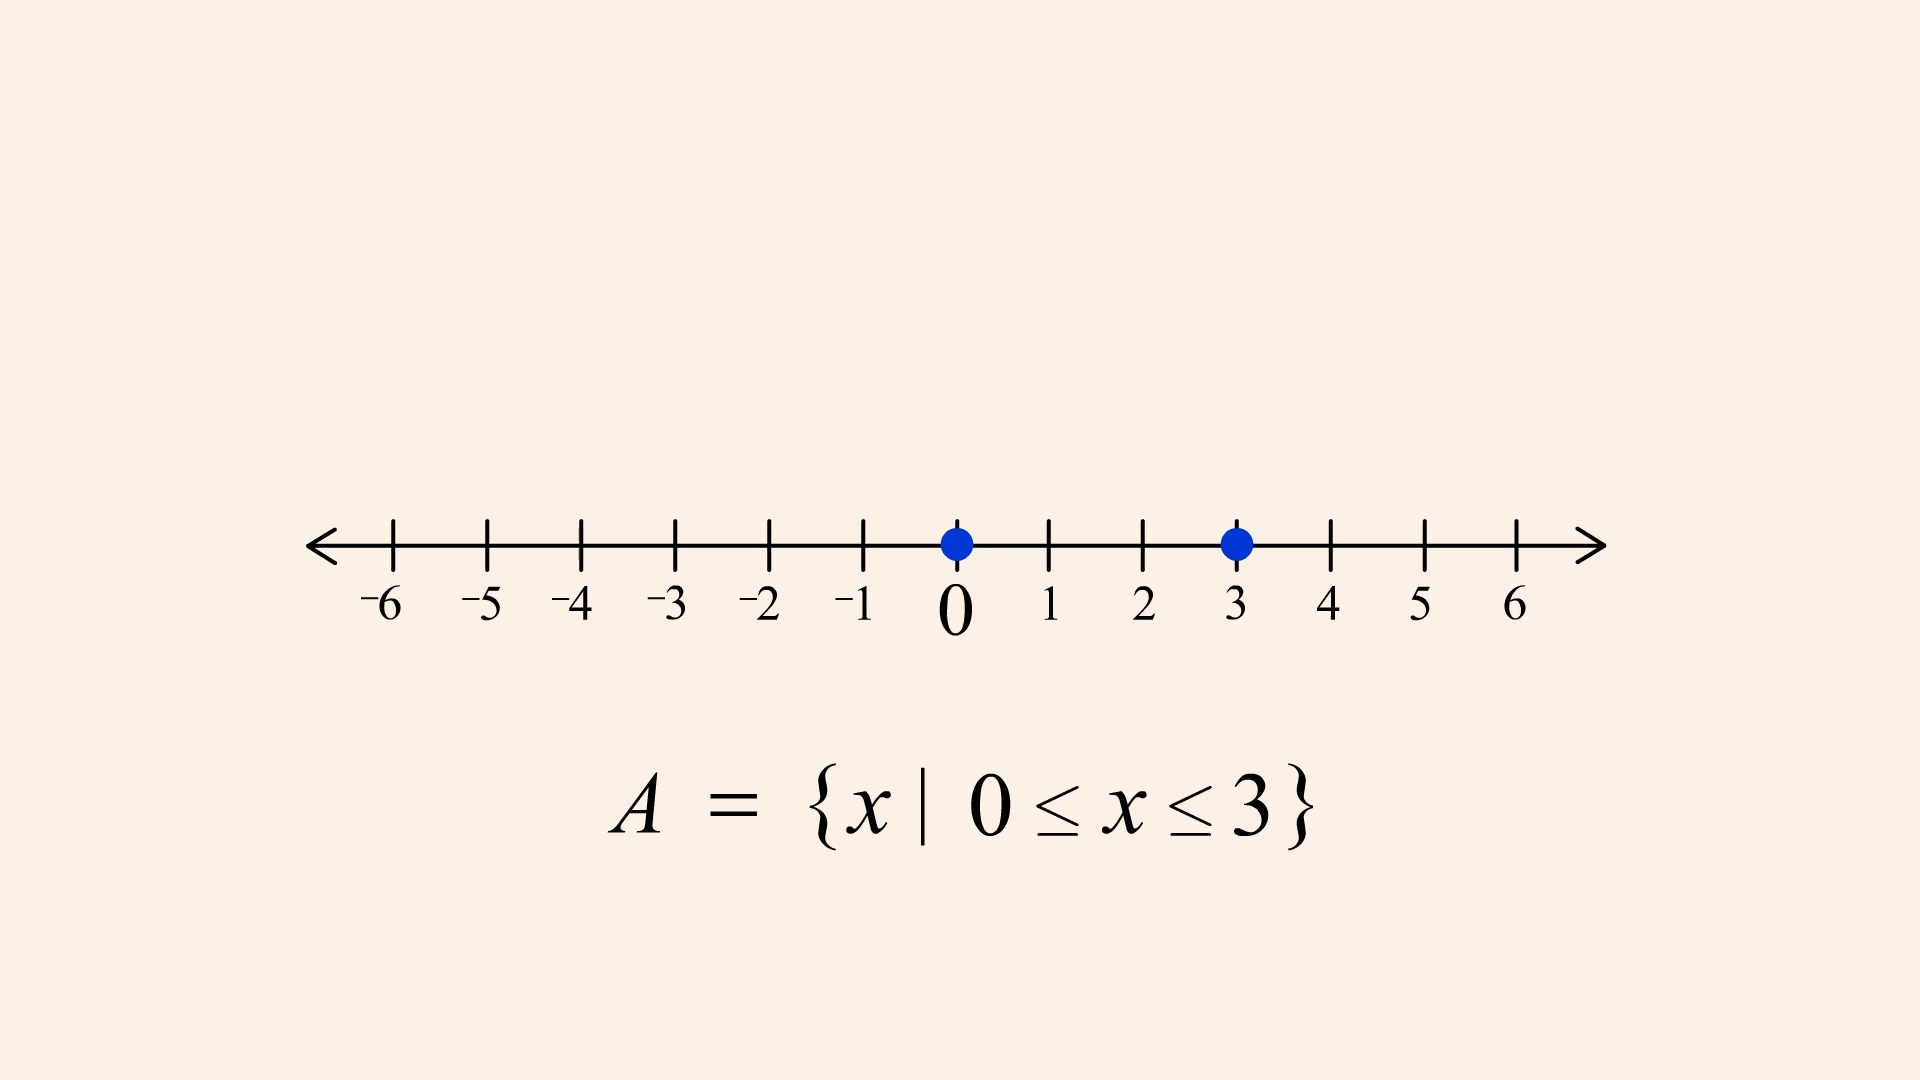 −6 −5 −4 −3 −2 −1 0 1 2 3 4 5 6
A = {x | 0 ≤ x ≤ 3}